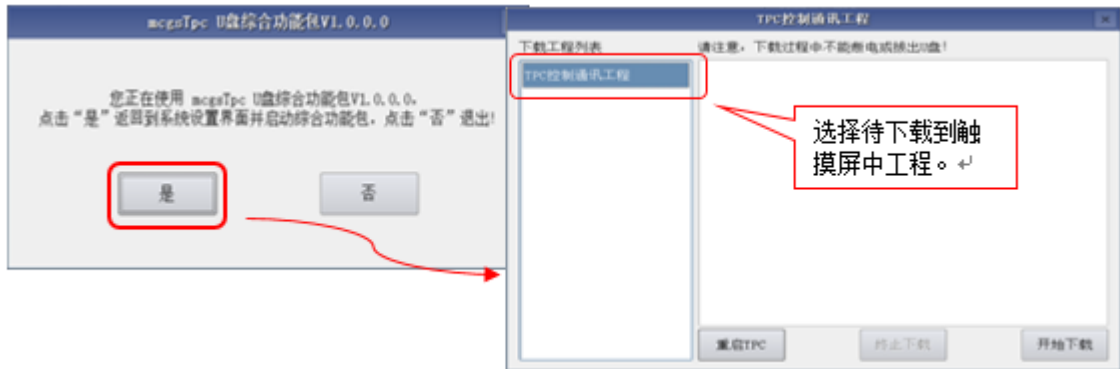 mcgsTpc U盘综合功能包V1.0.0.0
您正在使用 mcgsTpc U盘综合功能包V1.0.0.0,
点击“是”返回到系统设置界面并启动综合功能包，点击“否”退出!
是
否
TPC控制通讯工程
下载工程列表
请注意，下载过程中不能断电或拔出U盘!
TPC控制通讯工程
选择待下载到触
摸屏中工程。
重启TPC
终止下载
开始下载